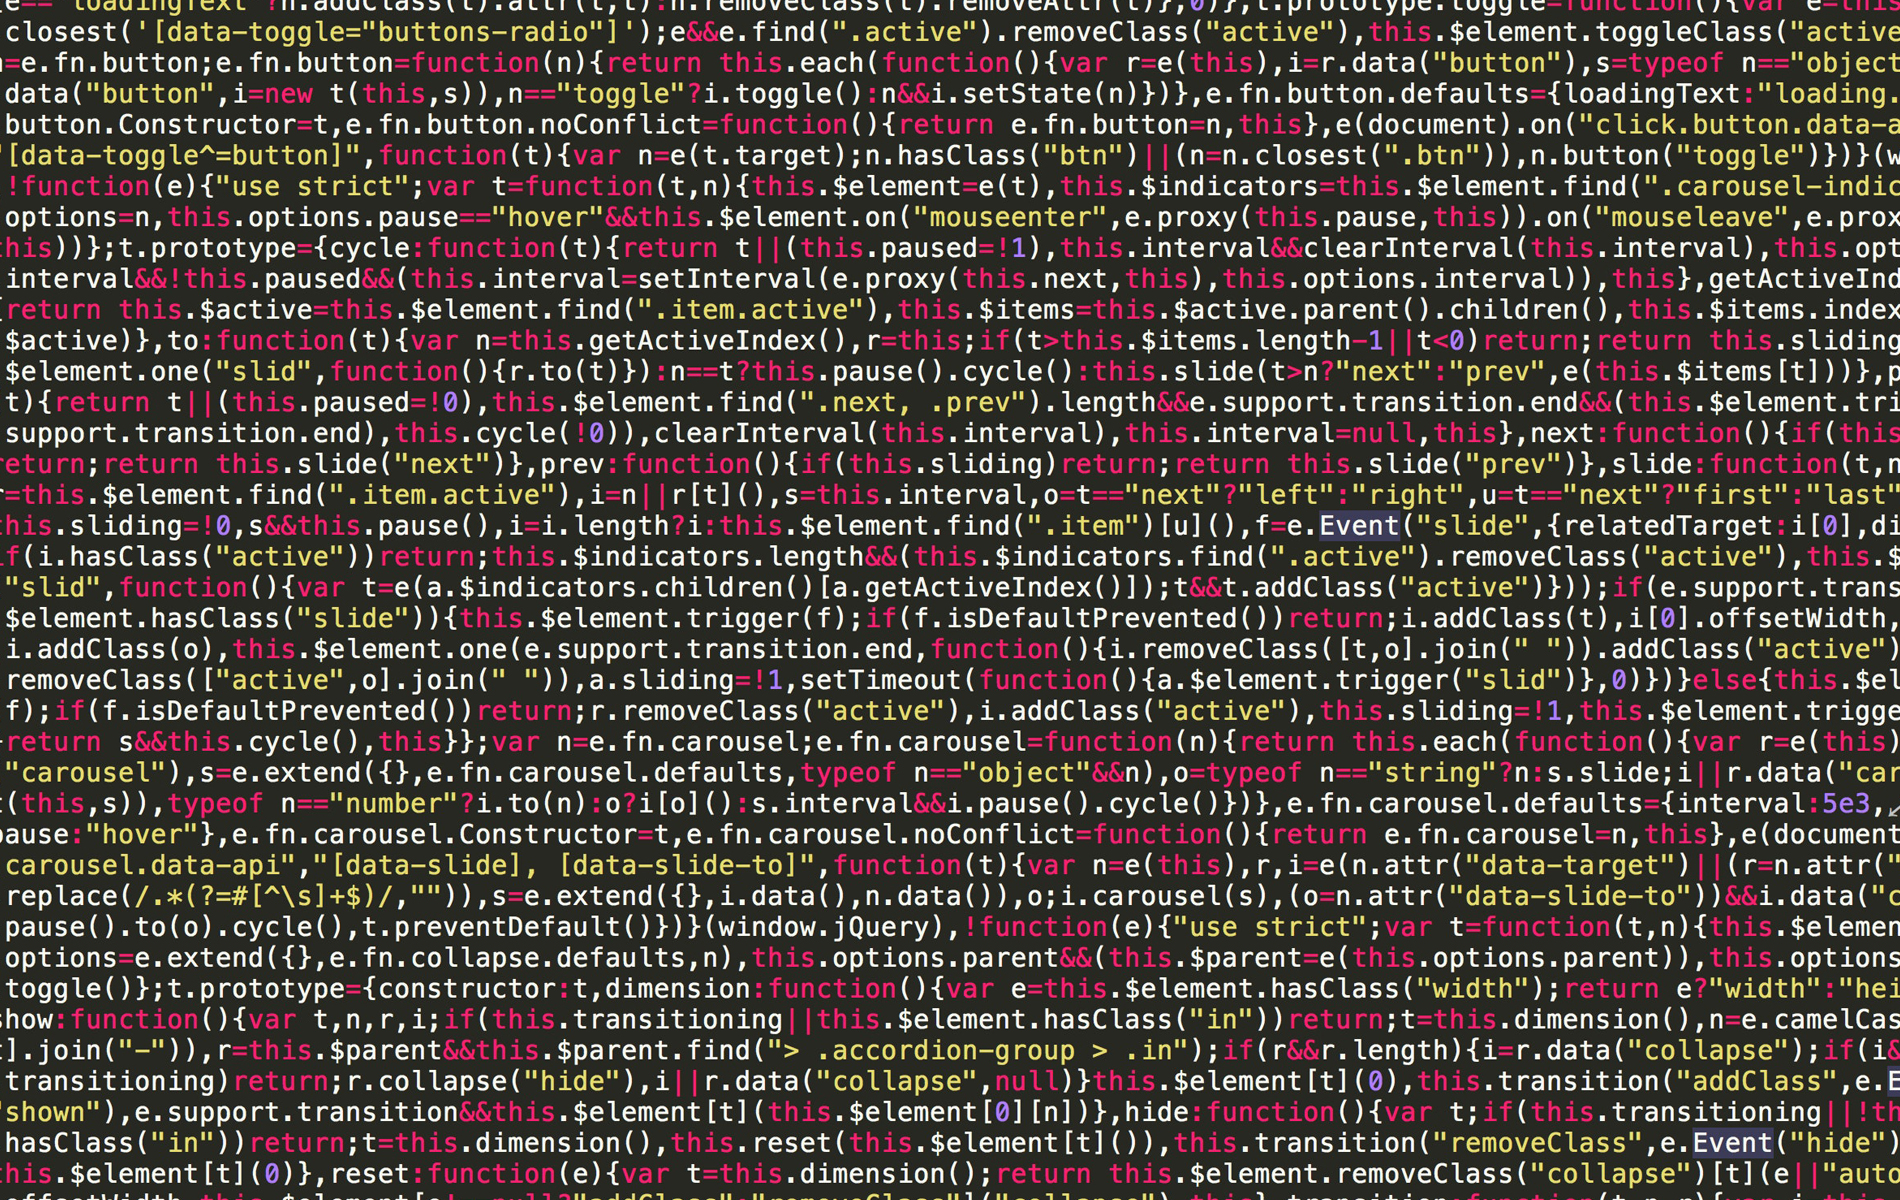 e=="loadingText"?n.addClass(t).attr(t,t):n.removeClass(t).removeAttr(t)},0)},t.prototype.toggle=function(){var e=this
closest('[data-toggle="buttons-radio"]');e&&e.find(".active").removeClass("active"),this.$element.toggleClass("active
=e.fn.button;e.fn.button=function(n){return this.each(function(){var r=e(this),i=r.data("button"),s=typeof n=="object
data("button",i=new t(this,s)),n=="toggle"?i.toggle():n&&i.setState(n)})},e.fn.button.defaults={loadingText:"loading.
button.Constructor=t,e.fn.button.noConflict=function(){return e.fn.button=n,this},e(document).on("click.button.data-a
"[data-toggle^=button]",function(t){var n=e(t.target);n.hasClass("btn")||(n=n.closest(".btn")),n.button("toggle")})}(w
!function(e){"use strict";var t=function(t,n){this.$element=e(t),this.$indicators=this.$element.find(".carousel-indic
options=n,this.options.pause=="hover"&&this.$element.on("mouseenter",e.proxy(this.pause,this)).on("mouseleave",e.prox
this))};t.prototype={cycle:function(t){return t||(this.paused=!1),this.interval&&clearInterval(this.interval),this.opt
interval&&!this.paused&&(this.interval=setInterval(e.proxy(this.next,this),this.options.interval)),this},getActiveInd
{return this.$active=this.$element.find(".item.active"),this.$items=this.$active.parent().children(),this.$items.index
$active)},to:function(t){var n=this.getActiveIndex(),r=this;if(t>this.$items.length-1||t<0)return;return this.sliding
$element.one("slid",function(){r.to(t)}):n==t?this.pause().cycle():this.slide(t>n?"next":"prev",e(this.$items[t]))},p
t){return t||(this.paused=!0),this.$element.find(".next, .prev").length&&e.support.transition.end&&(this.$element.tri
support.transition.end),this.cycle(!0)),clearInterval(this.interval),this.interval=null,this},next:function(){if(this
return;return this.slide("next")},prev:function(){if(this.sliding)return;return this.slide("prev")},slide:function(t,n
r=this.$element.find(".item.active"),i=n||r[t](),s=this.interval,o=t=="next"?"left":"right",u=t=="next"?"first":"last"
this.sliding=!0,s&&this.pause(),i=i.length?i:this.$element.find(".item")[u](),f=e.Event("slide",{relatedTarget:i[0],di
if(i.hasClass("active"))return;this.$indicators.length&&(this.$indicators.find(".active").removeClass("active"),this.$
"slid",function(){var t=e(a.$indicators.children()[a.getActiveIndex()]);t&&t.addClass("active")}));if(e.support.trans
$element.hasClass("slide")){this.$element.trigger(f);if(f.isDefaultPrevented())return;i.addClass(t),i[0].offsetWidth,
i.addClass(o),this.$element.one(e.support.transition.end,function(){i.removeClass([t,o].join(" ")).addClass("active")
removeClass(["active",o].join(" ")),a.sliding=!1,setTimeout(function(){a.$element.trigger("slid")},0)})}else{this.$el
f);if(f.isDefaultPrevented())return;r.removeClass("active"),i.addClass("active"),this.sliding=!1,this.$element.trigge
return s&&this.cycle(),this}};var n=e.fn.carousel;e.fn.carousel=function(n){return this.each(function(){var r=e(this)
"carousel"),s=e.extend({},e.fn.carousel.defaults,typeof n=="object"&&n),o=typeof n=="string"?n:s.slide;i||r.data("car
t(this,s)),typeof n=="number"?i.to(n):o?i[o]():s.interval&&i.pause().cycle()})},e.fn.carousel.defaults={interval:5e3,
pause:"hover"},e.fn.carousel.Constructor=t,e.fn.carousel.noConflict=function(){return e.fn.carousel=n,this},e(document
carousel.data-api","[data-slide], [data-slide-to]",function(t){var n=e(this),r,i=e(n.attr("data-target")||(r=n.attr("
replace(/.*(?=#[^\s]+$)/,"")),s=e.extend({},i.data(),n.data()),o;i.carousel(s),(o=n.attr("data-slide-to"))&&i.data("c
pause().to(o).cycle(),t.preventDefault()})}(window.jQuery),!function(e){"use strict";var t=function(t,n){this.$elemen
options=e.extend({},e.fn.collapse.defaults,n),this.options.parent&&(this.$parent=e(this.options.parent)),this.options
toggle()};t.prototype={constructor:t,dimension:function(){var e=this.$element.hasClass("width");return e?"width":"hei
show:function(){var t,n,r,i;if(this.transitioning||this.$element.hasClass("in"))return;t=this.dimension(),n=e.camelCas
t].join("-")),r=this.$parent&&this.$parent.find("> .accordion-group > .in");if(r&&r.length){i=r.data("collapse");if(i&
transitioning)return;r.collapse("hide"),i||r.data("collapse",null)}this.$element[t](0),this.transition("addClass",e.E
"shown"),e.support.transition&&this.$element[t](this.$element[0][n])},hide:function(){var t;if(this.transitioning||!th
hasClass("in"))return;t=this.dimension(),this.reset(this.$element[t]()),this.transition("removeClass",e.Event("hide")
this.$element[t](0)},reset:function(e){var t=this.dimension();return this.$element.removeClass("collapse")[t](e||"auto